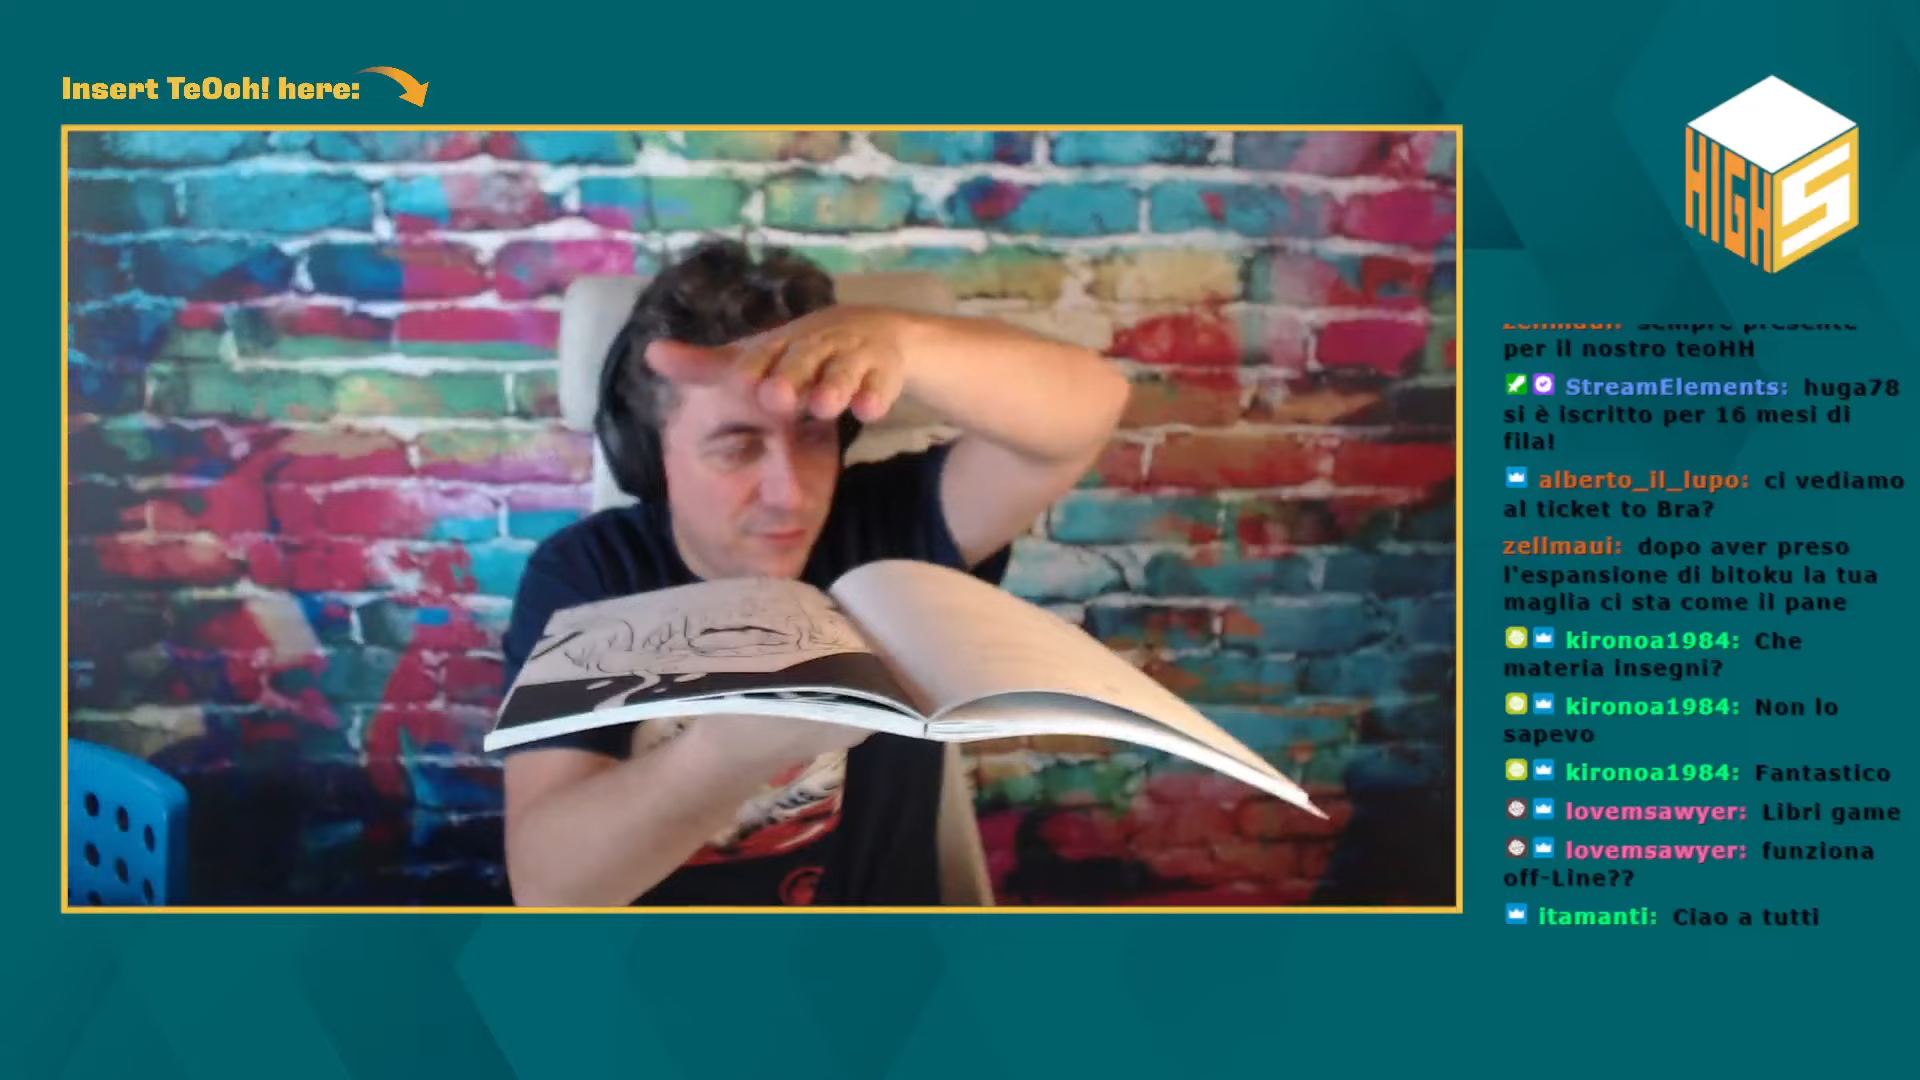 Insert TeOoh! here:
HIGH 5
zellmaui: sempre presente
per il nostro teoHH
StreamElements: huga78
si è iscritto per 16 mesi di
fila!
alberto_il_lupo: ci vediamo
al ticket to Bra?
zellmaui: dopo aver preso
l'espansione di bitoku la tua
maglia ci sta come il pane
kironoa1984: Che
materia insegni?
kironoa1984: Non lo
sapevo
kironoa1984: Fantastico
lovemsawyer: Libri game
lovemsawyer: funziona
off-Line??
itamanti: Ciao a tutti